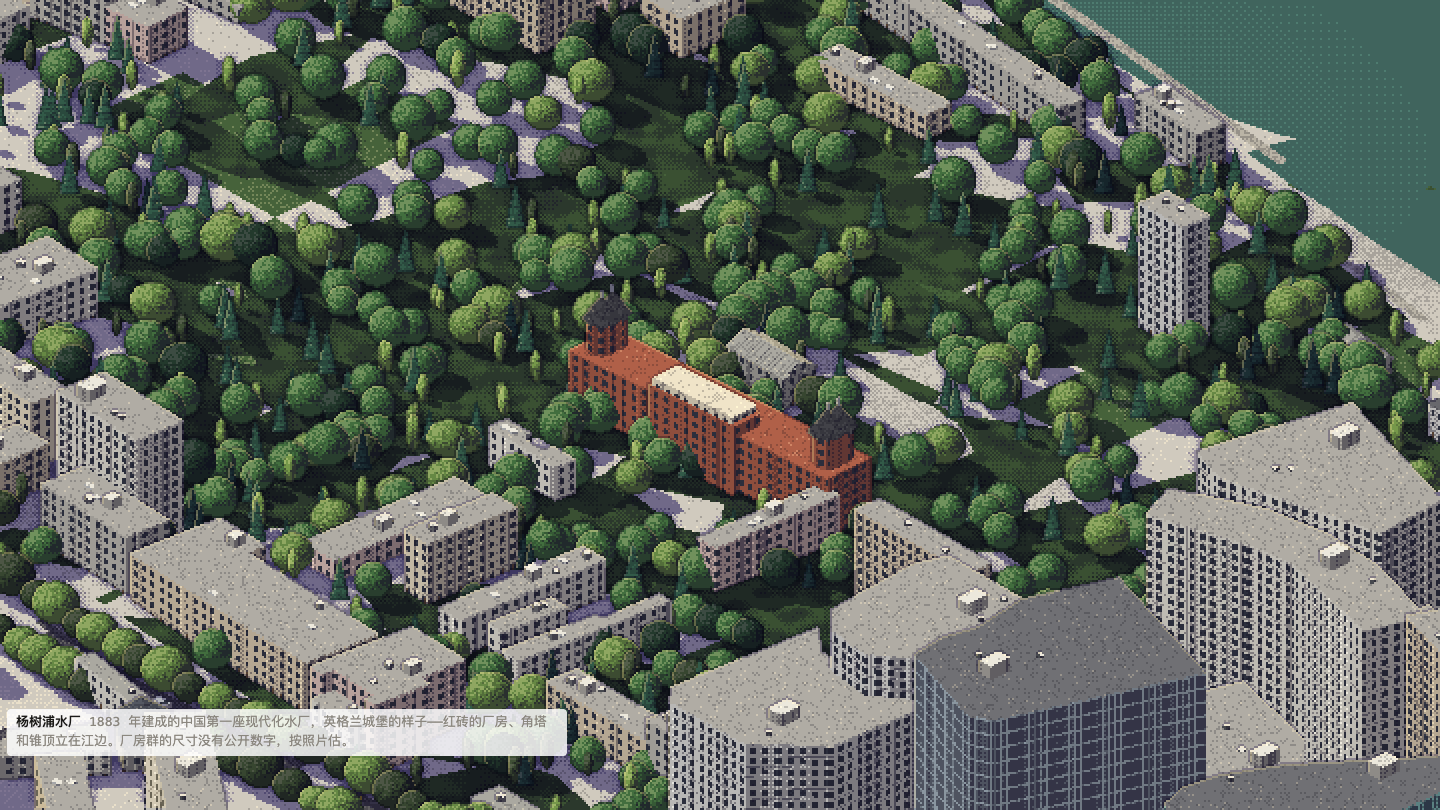 杨树浦水厂 1883 年建成的中国第一座现代化水厂，英格兰城堡的样子——红砖的厂房、角塔
和锥顶立在江边。厂房群的尺寸没有公开数字，按照片估。